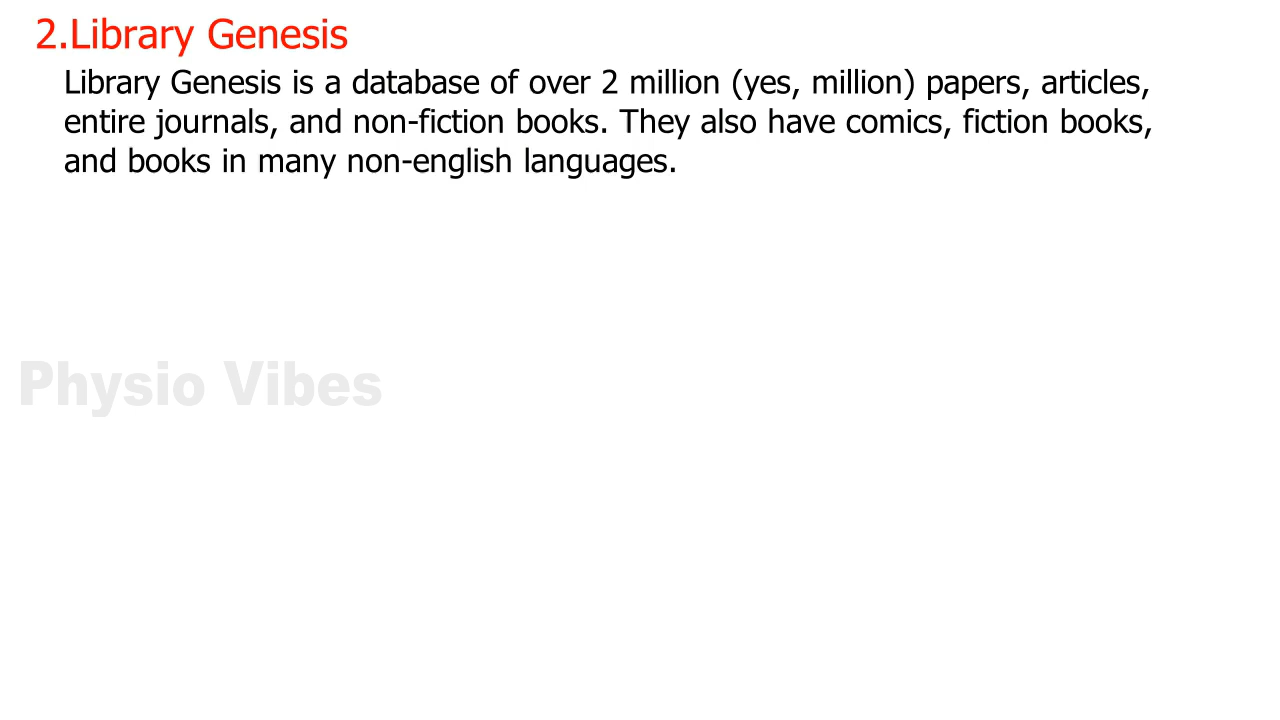 2.Library Genesis
Library Genesis is a database of over 2 million (yes, million) papers, articles,
entire journals, and non-fiction books. They also have comics, fiction books,
and books in many non-english languages.
Physio Vibes